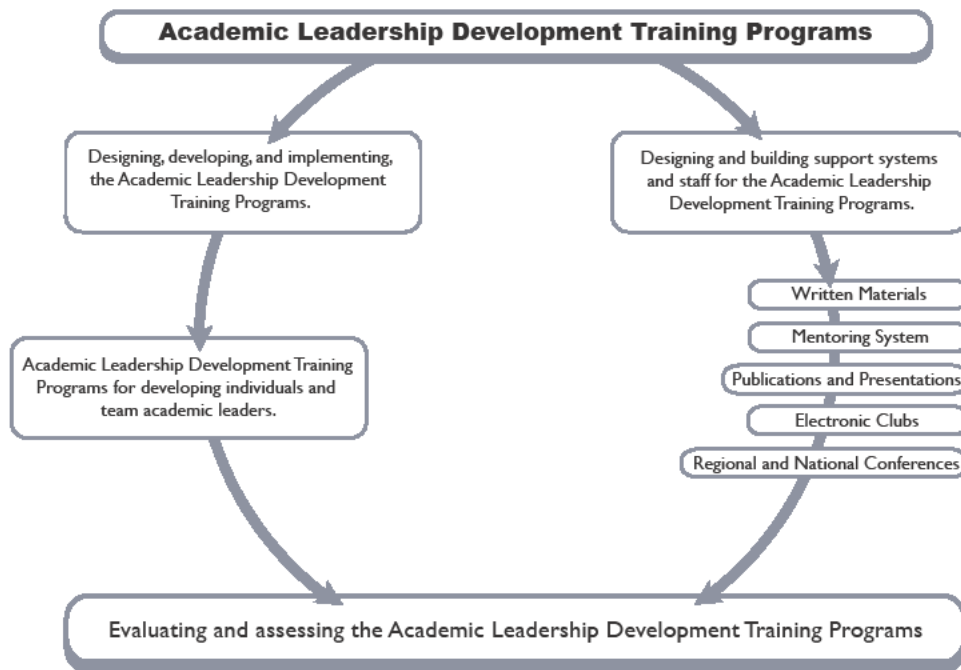 Academic Leadership Development Training Programs
Designing, developing, and implementing,
the Academic Leadership Development
Training Programs.
Designing and building support systems
and staff for the Academic Leadership
Development Training Programs.
Written Materials
Mentoring System
Publications and Presentations
Electronic Clubs
Regional and National Conferences
Academic Leadership Development Training
Programs for developing individuals and
team academic leaders.
Evaluating and assessing the Academic Leadership Development Training Programs